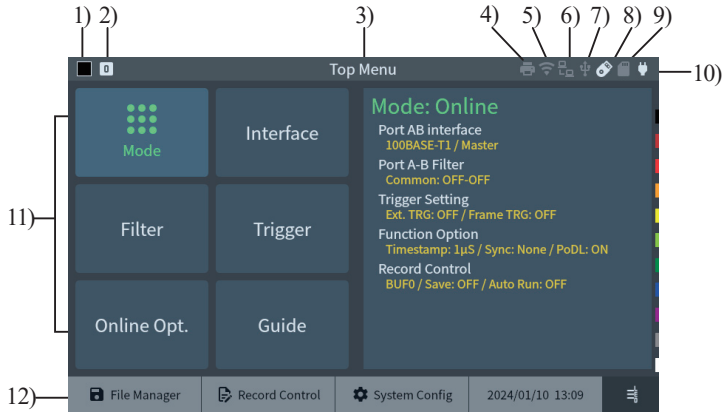 1) 2) 3) 4) 5) 6) 7) 8) 9)
0 Top Menu 10)
11)
Mode
Interface
Filter
Trigger
Online Opt.
Guide
Mode: Online
Port AB interface
100BASE-T1 / Master
Port A-B Filter
Common: OFF-OFF
Trigger Setting
Ext. TRG: OFF / Frame TRG: OFF
Function Option
Timestamp: 1µS / Sync: None / PoDL: ON
Record Control
BUF0 / Save: OFF / Auto Run: OFF
12) File Manager Record Control System Config 2024/01/10 13:09